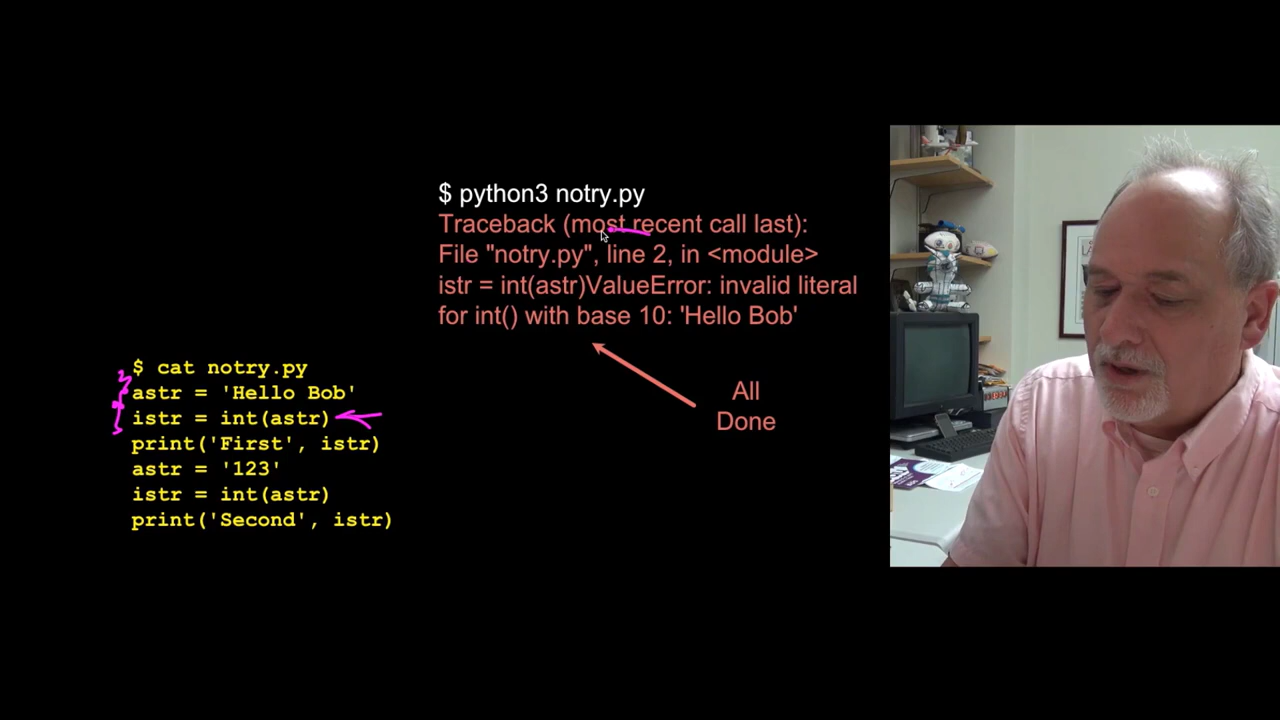 $ python3 notry.py
Traceback (most recent call last):
File "notry.py", line 2, in <module>
istr = int(astr)ValueError: invalid literal
for int() with base 10: 'Hello Bob'
All
Done
$ cat notry.py
astr = 'Hello Bob'
istr = int(astr)
print('First', istr)
astr = '123'
istr = int(astr)
print('Second', istr)